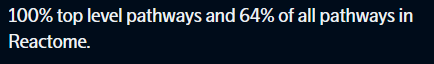 100% top level pathways and 64% of all pathways in
Reactome.